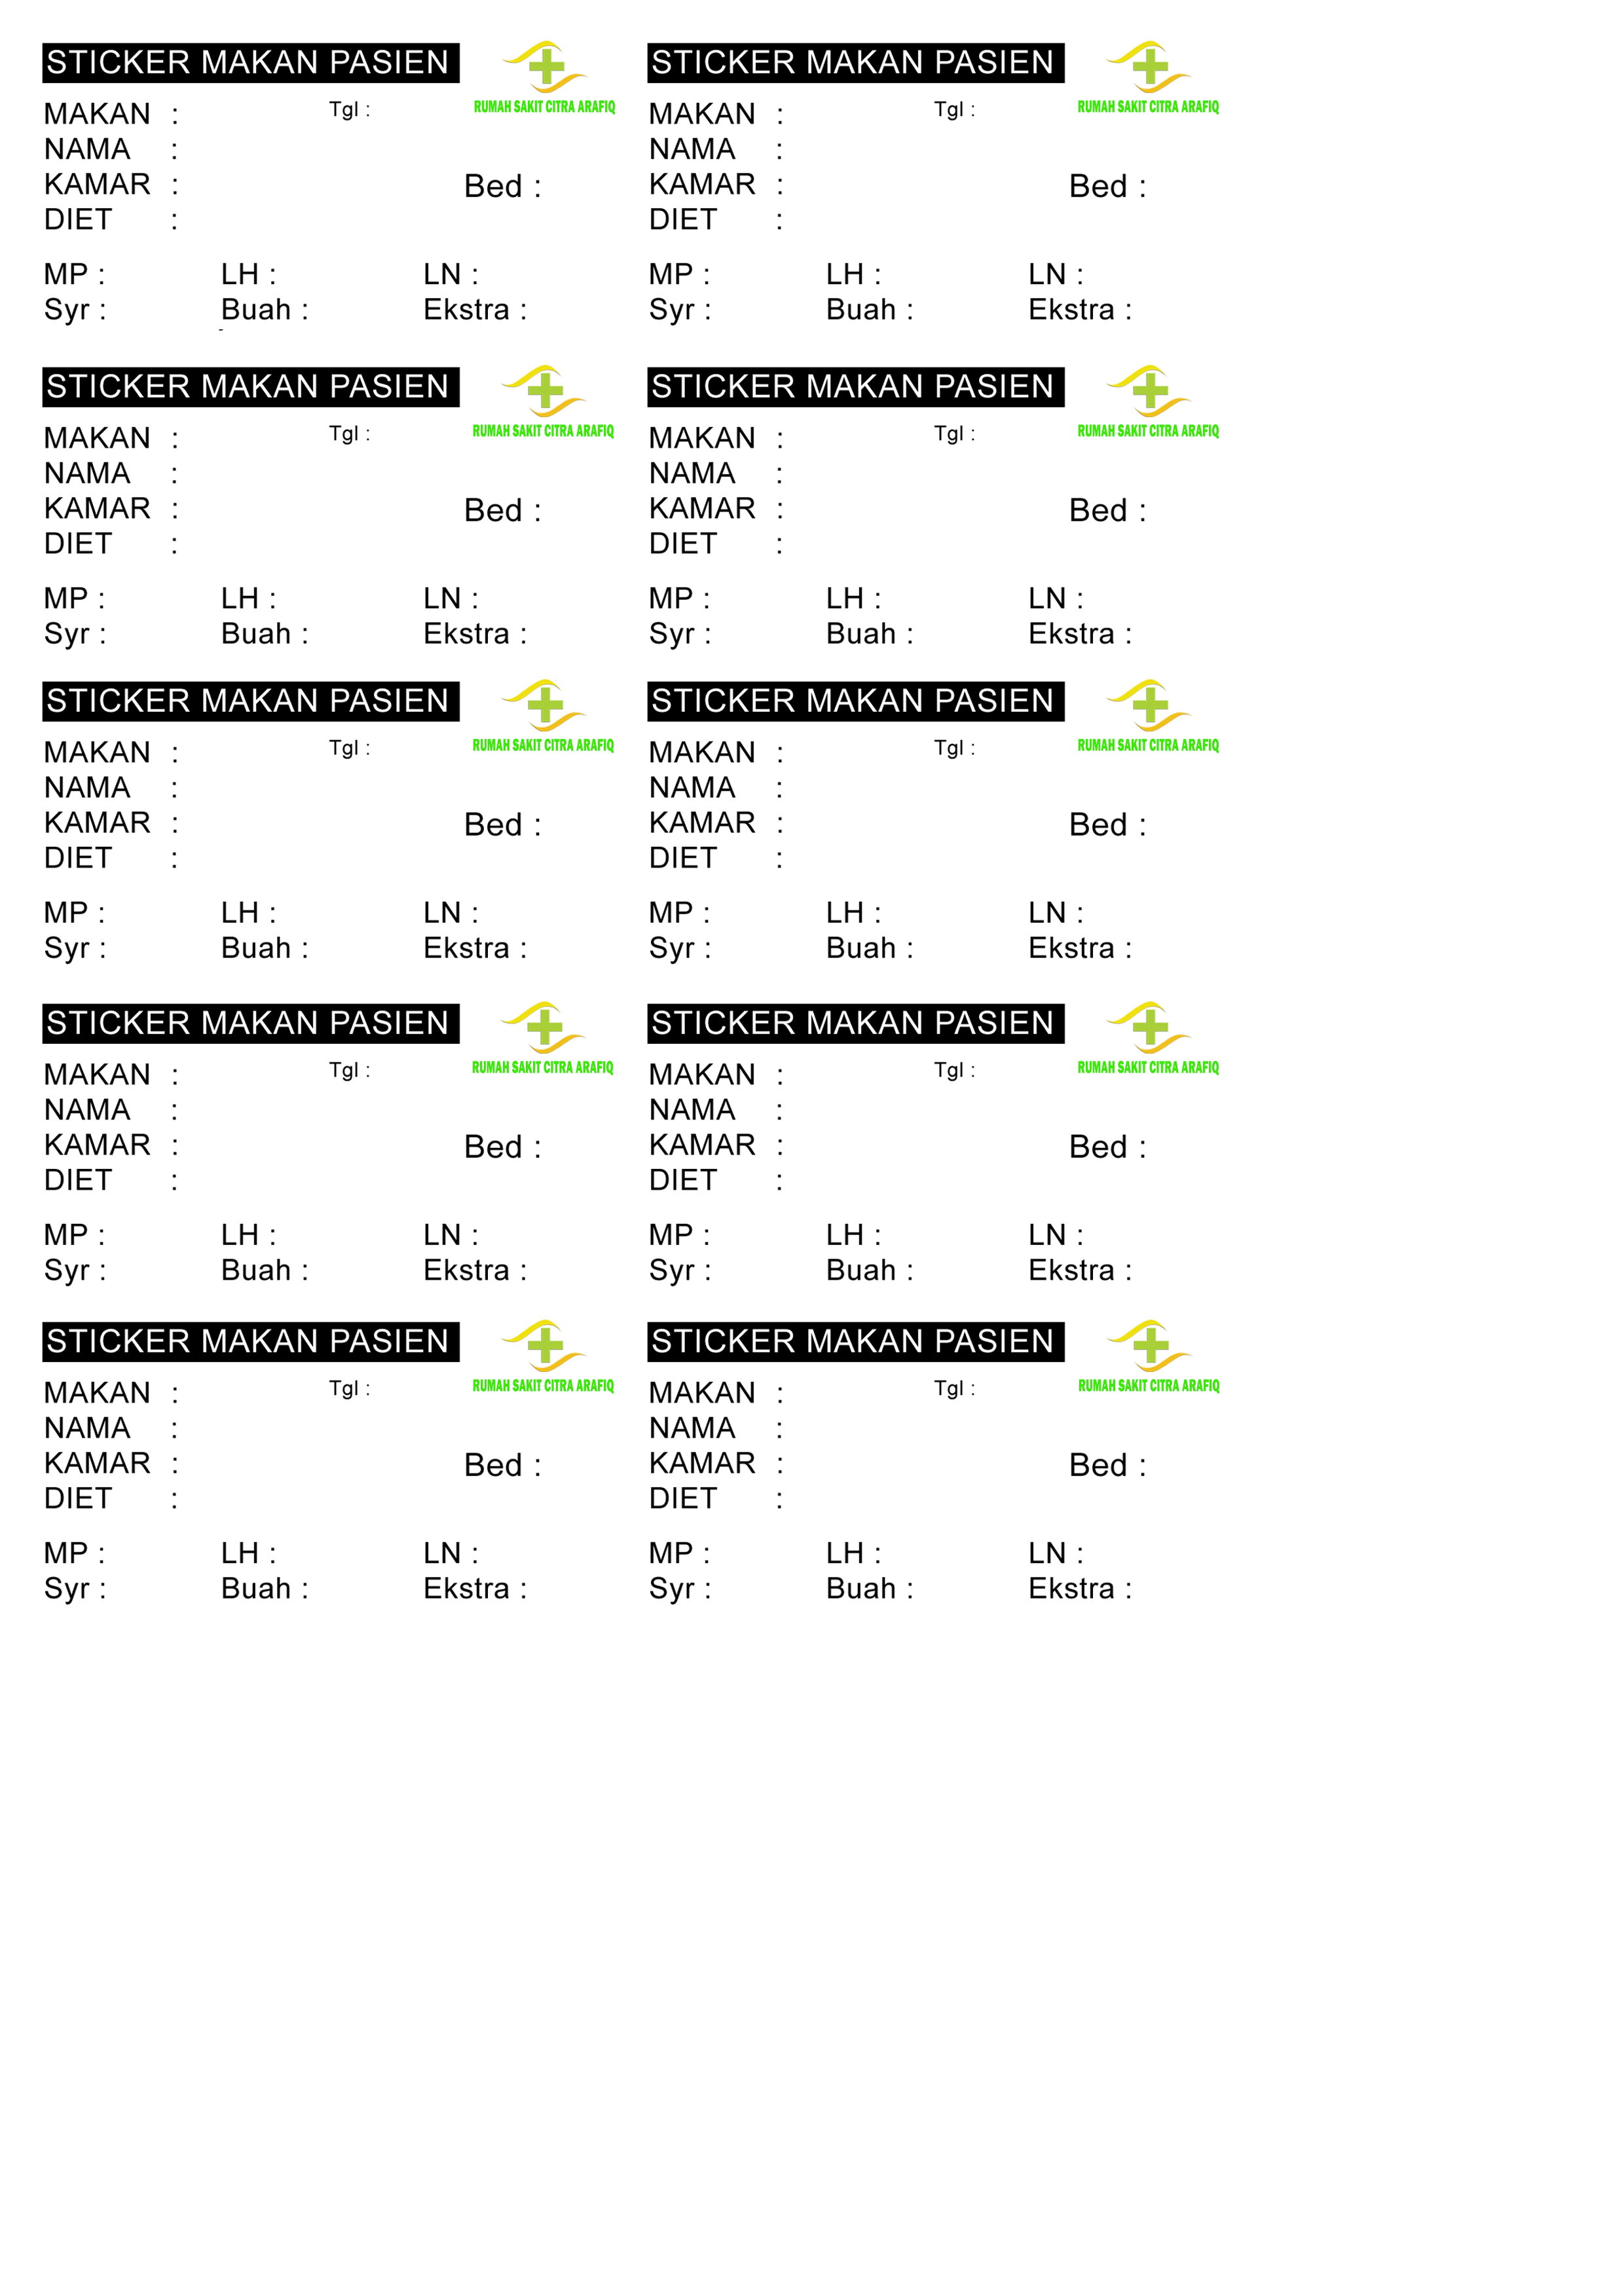 STICKER MAKAN PASIEN
RUMAH SAKIT CITRA ARAFIQ
MAKAN : Tgl :
NAMA :
KAMAR : Bed :
DIET :
MP : LH : LN :
Syr : Buah : Ekstra :
STICKER MAKAN PASIEN
RUMAH SAKIT CITRA ARAFIQ
MAKAN : Tgl :
NAMA :
KAMAR : Bed :
DIET :
MP : LH : LN :
Syr : Buah : Ekstra :
STICKER MAKAN PASIEN
RUMAH SAKIT CITRA ARAFIQ
MAKAN : Tgl :
NAMA :
KAMAR : Bed :
DIET :
MP : LH : LN :
Syr : Buah : Ekstra :
STICKER MAKAN PASIEN
RUMAH SAKIT CITRA ARAFIQ
MAKAN : Tgl :
NAMA :
KAMAR : Bed :
DIET :
MP : LH : LN :
Syr : Buah : Ekstra :
STICKER MAKAN PASIEN
RUMAH SAKIT CITRA ARAFIQ
MAKAN : Tgl :
NAMA :
KAMAR : Bed :
DIET :
MP : LH : LN :
Syr : Buah : Ekstra :
STICKER MAKAN PASIEN
RUMAH SAKIT CITRA ARAFIQ
MAKAN : Tgl :
NAMA :
KAMAR : Bed :
DIET :
MP : LH : LN :
Syr : Buah : Ekstra :
STICKER MAKAN PASIEN
RUMAH SAKIT CITRA ARAFIQ
MAKAN : Tgl :
NAMA :
KAMAR : Bed :
DIET :
MP : LH : LN :
Syr : Buah : Ekstra :
STICKER MAKAN PASIEN
RUMAH SAKIT CITRA ARAFIQ
MAKAN : Tgl :
NAMA :
KAMAR : Bed :
DIET :
MP : LH : LN :
Syr : Buah : Ekstra :
STICKER MAKAN PASIEN
RUMAH SAKIT CITRA ARAFIQ
MAKAN : Tgl :
NAMA :
KAMAR : Bed :
DIET :
MP : LH : LN :
Syr : Buah : Ekstra :
STICKER MAKAN PASIEN
RUMAH SAKIT CITRA ARAFIQ
MAKAN : Tgl :
NAMA :
KAMAR : Bed :
DIET :
MP : LH : LN :
Syr : Buah : Ekstra :